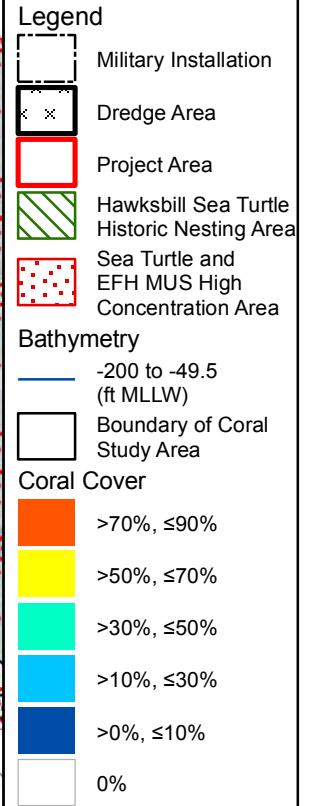 Legend
Military Installation
Dredge Area
Project Area
Hawksbill Sea Turtle
Historic Nesting Area
Sea Turtle and
EFH MUS High
Concentration Area
Bathymetry
-200 to -49.5
(ft MLLW)
Boundary of Coral
Study Area
Coral Cover
>70%, ≤90%
>50%, ≤70%
>30%, ≤50%
>10%, ≤30%
>0%, ≤10%
0%